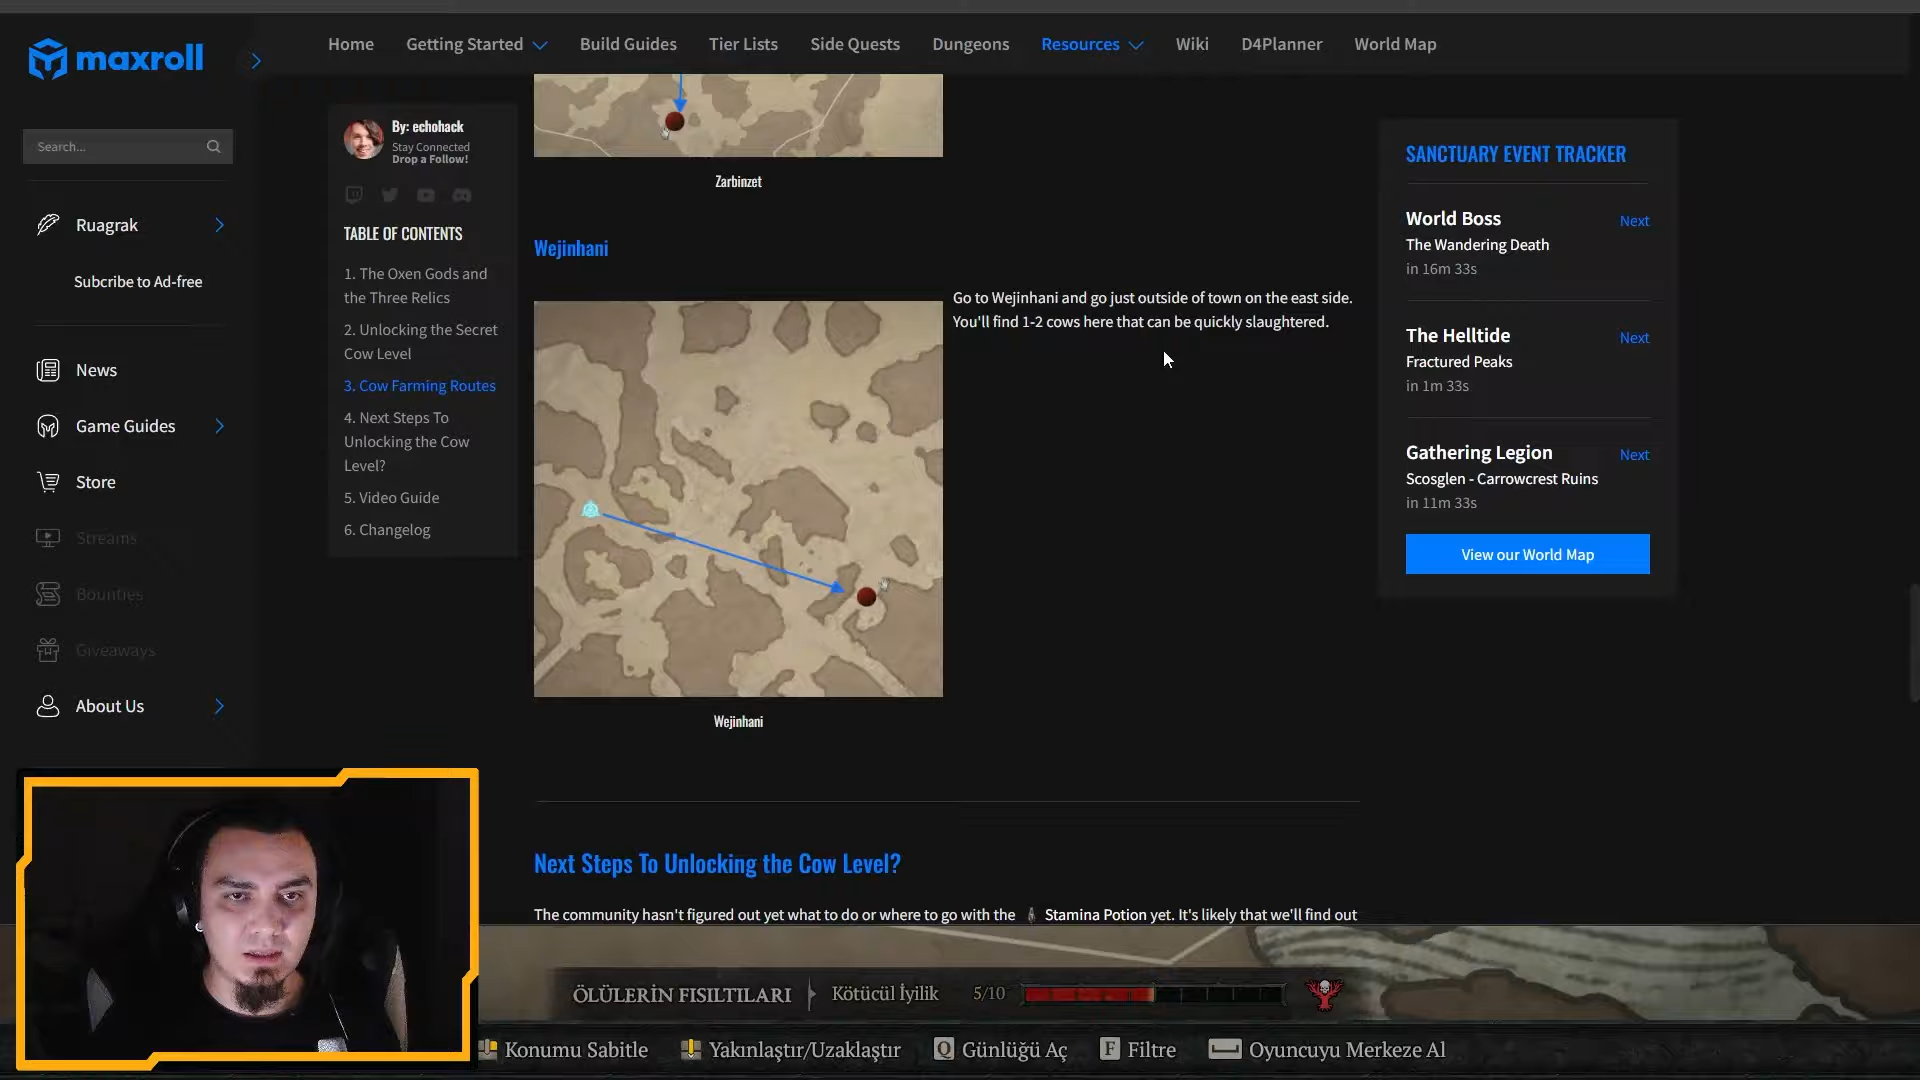 maxroll
Home
Getting Started
Build Guides
Tier Lists
Side Quests
Dungeons
Resources
Wiki
D4Planner
World Map
Search...
Ruagrak
Subcribe to Ad-free
News
Game Guides
Store
Streams
Bounties
Giveaways
About Us
By: echohack
Stay Connected
Drop a Follow!
TABLE OF CONTENTS
1. The Oxen Gods and
the Three Relics
2. Unlocking the Secret
Cow Level
3. Cow Farming Routes
4. Next Steps To
Unlocking the Cow
Level?
5. Video Guide
6. Changelog
Zarbinzet
Wejinhani
Go to Wejinhani and go just outside of town on the east side.
You'll find 1-2 cows here that can be quickly slaughtered.
Wejinhani
Next Steps To Unlocking the Cow Level?
The community hasn't figured out yet what to do or where to go with the Stamina Potion yet. It's likely that we'll find out
SANCTUARY EVENT TRACKER
World Boss
Next
The Wandering Death
in 16m 33s
The Helltide
Next
Fractured Peaks
in 1m 33s
Gathering Legion
Next
Scosglen - Carrowcrest Ruins
in 11m 33s
View our World Map
ÖLÜLERİN FISILTILARI
Kötücül İyilik
5/10
Konumu Sabitle
Yakınlaştır/Uzaklaştır
Q Günlüğü Aç
F Filtre
Oyuncuyu Merkeze Al